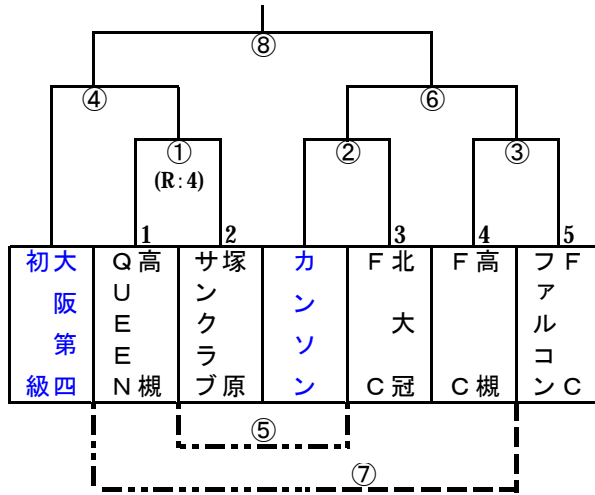 ⑧
④
⑥
①
②
③
(R:4)
1
2
3
4
5
大阪第四
初級
高槻
QUEEN
塚原
サンクラブ
カンソン
北大冠
FC
高槻
FC
FC
ファルコン
⑤
⑦